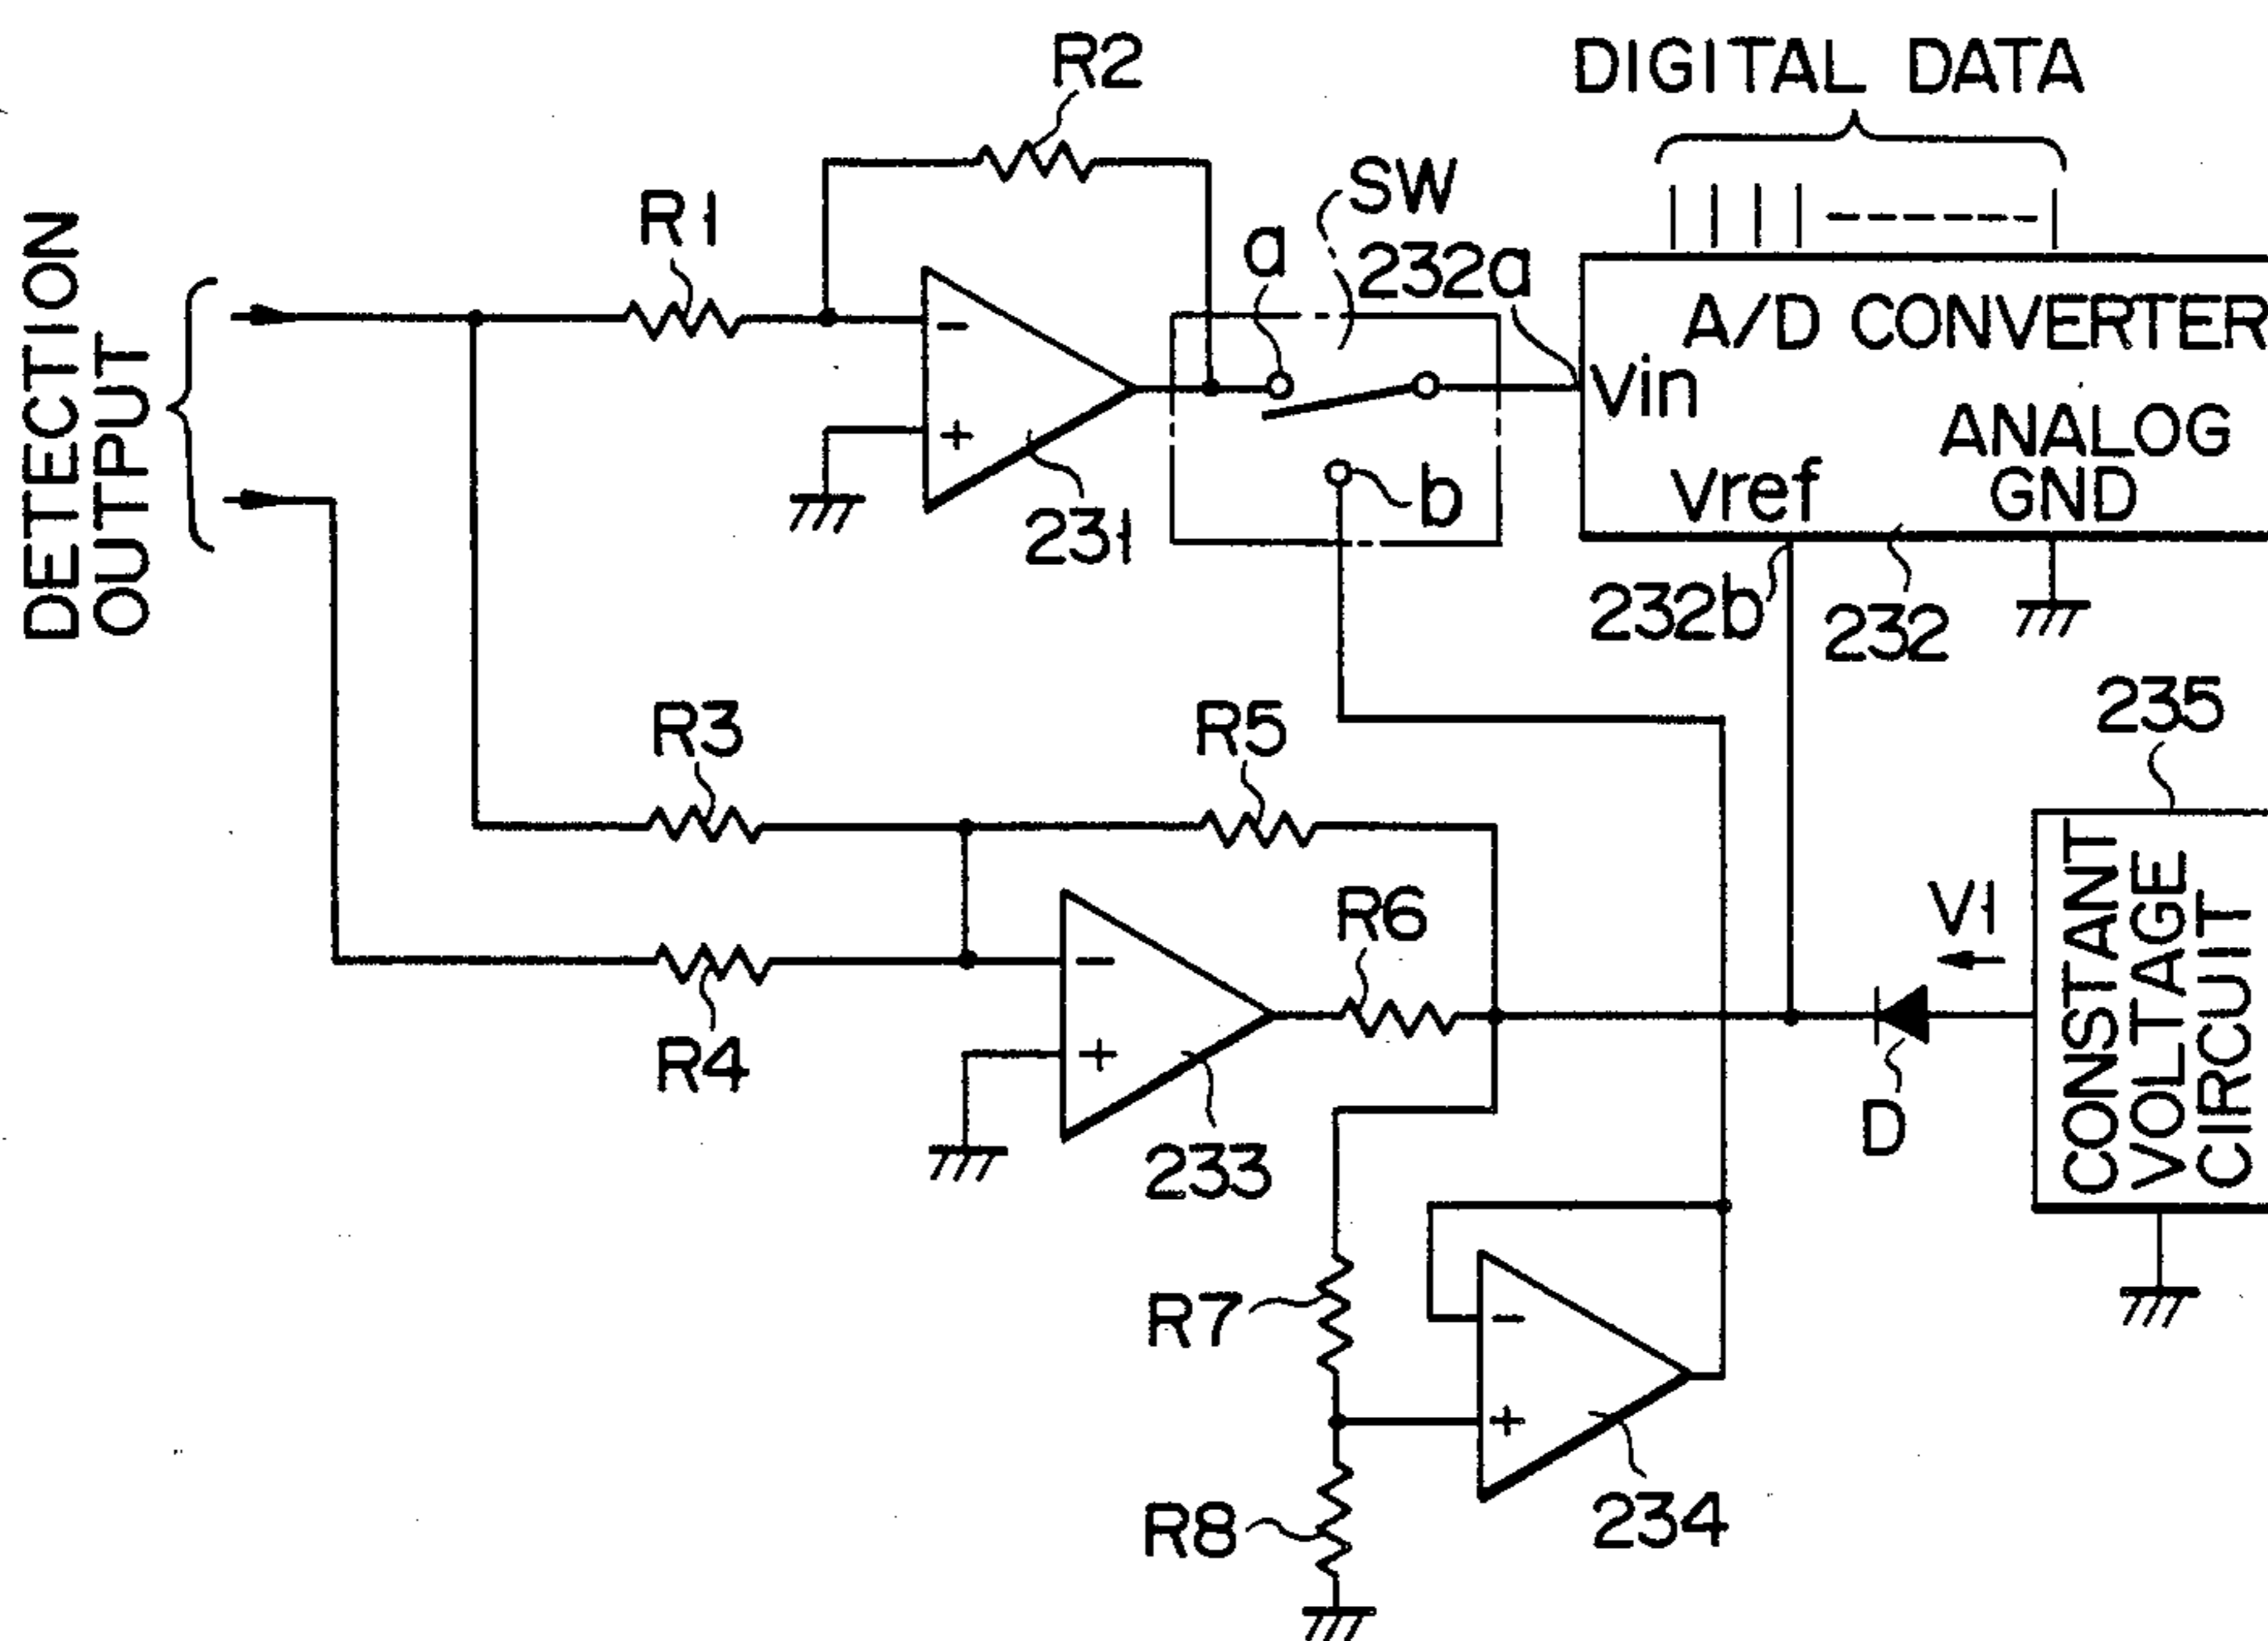 R2
DIGITAL DATA
R1
SW
a
232a
DETECTION
OUTPUT
A/D CONVERTER
Vin
ANALOG
GND
Vref
-
+
b
231
232b
232
235
R3
R5
R6
V1
CONSTANT
VOLTAGE
CIRCUIT
-
+
R4
D
233
R7
-
+
R8
234